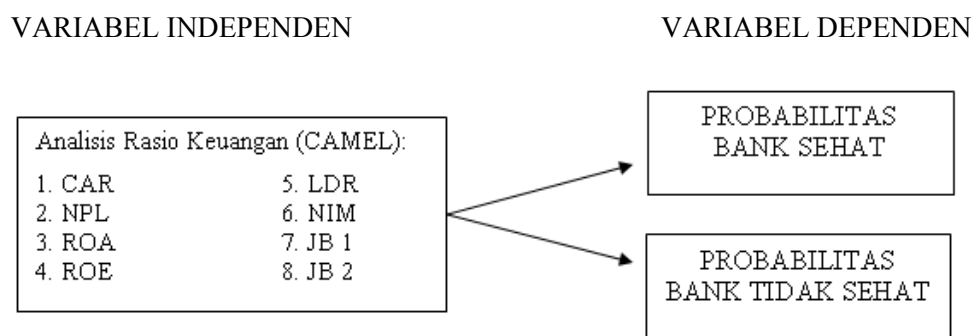 VARIABEL INDEPENDEN
VARIABEL DEPENDEN
Analisis Rasio Keuangan (CAMEL):
1. CAR
2. NPL
3. ROA
4. ROE
5. LDR
6. NIM
7. JB 1
8. JB 2
PROBABILITAS
BANK SEHAT
PROBABILITAS
BANK TIDAK SEHAT